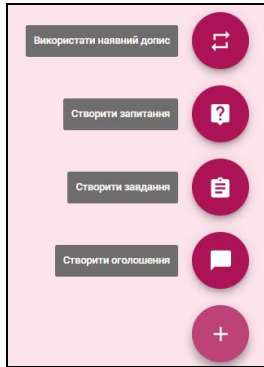 Використати наявний допис
Створити запитання
Створити завдання
Створити оголошення